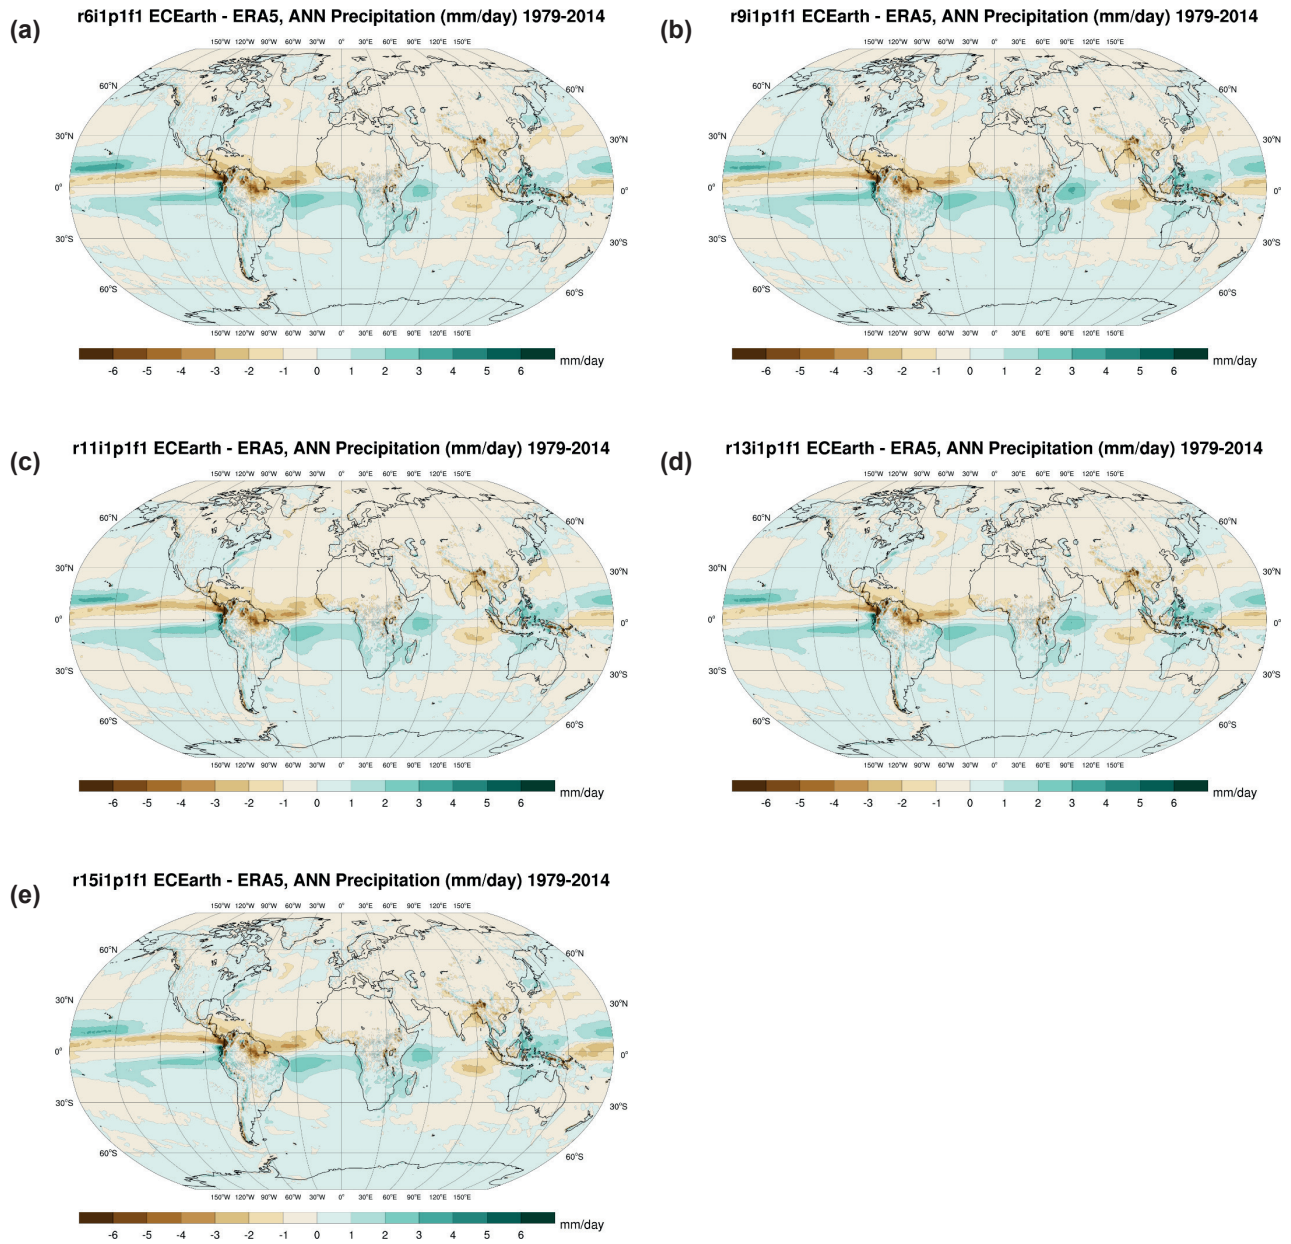 (a)
r6i1p1f1 ECEarth - ERA5, ANN Precipitation (mm/day) 1979-2014
150°W 120°W 90°W 60°W 30°W 0° 30°E 60°E 90°E 120°E 150°E
60°N 60°N
30°N 30°N
0° 0°
30°S 30°S
60°S 60°S
150°W 120°W 90°W 60°W 30°W 0° 30°E 60°E 90°E 120°E 150°E
mm/day
-6 -5 -4 -3 -2 -1 0 1 2 3 4 5 6
(b)
r9i1p1f1 ECEarth - ERA5, ANN Precipitation (mm/day) 1979-2014
150°W 120°W 90°W 60°W 30°W 0° 30°E 60°E 90°E 120°E 150°E
60°N 60°N
30°N 30°N
0° 0°
30°S 30°S
60°S 60°S
150°W 120°W 90°W 60°W 30°W 0° 30°E 60°E 90°E 120°E 150°E
mm/day
-6 -5 -4 -3 -2 -1 0 1 2 3 4 5 6
(c)
r11i1p1f1 ECEarth - ERA5, ANN Precipitation (mm/day) 1979-2014
150°W 120°W 90°W 60°W 30°W 0° 30°E 60°E 90°E 120°E 150°E
60°N 60°N
30°N 30°N
0° 0°
30°S 30°S
60°S 60°S
150°W 120°W 90°W 60°W 30°W 0° 30°E 60°E 90°E 120°E 150°E
mm/day
-6 -5 -4 -3 -2 -1 0 1 2 3 4 5 6
(d)
r13i1p1f1 ECEarth - ERA5, ANN Precipitation (mm/day) 1979-2014
150°W 120°W 90°W 60°W 30°W 0° 30°E 60°E 90°E 120°E 150°E
60°N 60°N
30°N 30°N
0° 0°
30°S 30°S
60°S 60°S
150°W 120°W 90°W 60°W 30°W 0° 30°E 60°E 90°E 120°E 150°E
mm/day
-6 -5 -4 -3 -2 -1 0 1 2 3 4 5 6
(e)
r15i1p1f1 ECEarth - ERA5, ANN Precipitation (mm/day) 1979-2014
150°W 120°W 90°W 60°W 30°W 0° 30°E 60°E 90°E 120°E 150°E
60°N 60°N
30°N 30°N
0° 0°
30°S 30°S
60°S 60°S
150°W 120°W 90°W 60°W 30°W 0° 30°E 60°E 90°E 120°E 150°E
mm/day
-6 -5 -4 -3 -2 -1 0 1 2 3 4 5 6